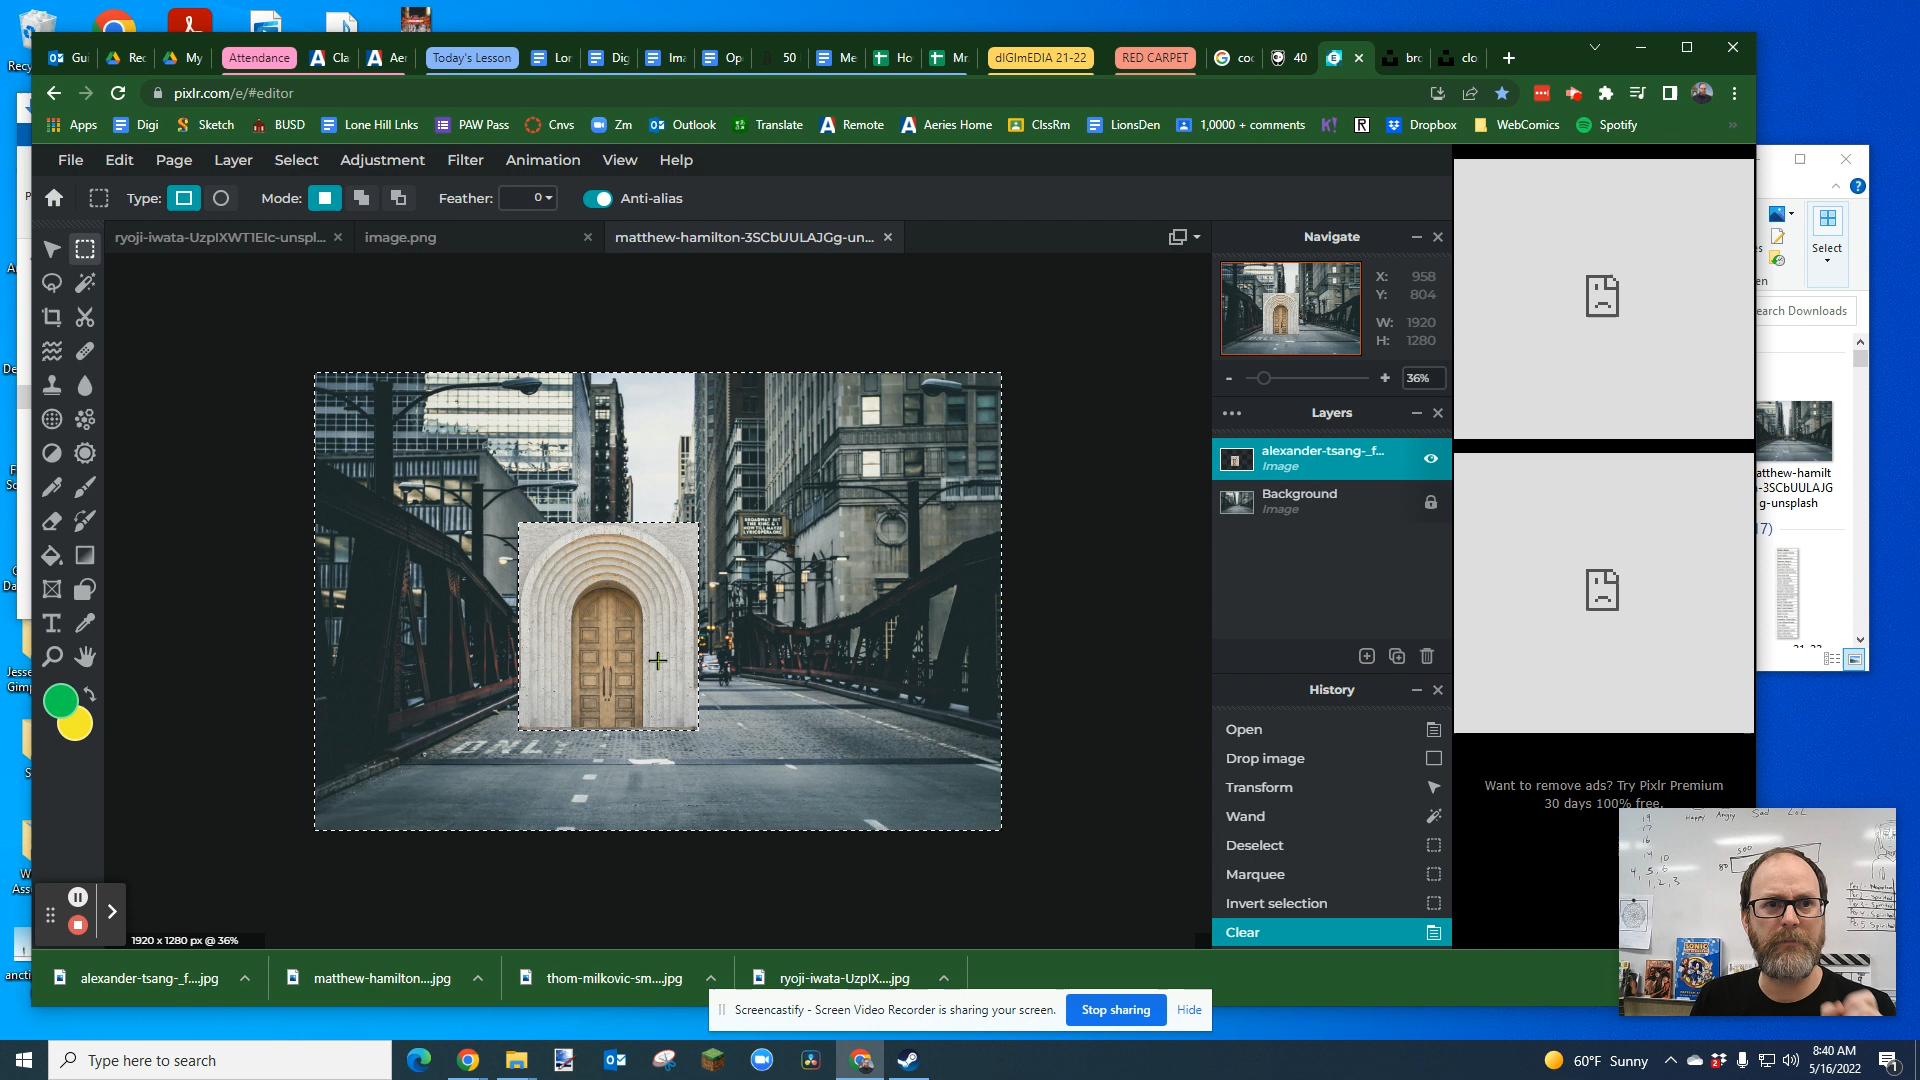 Gui
Rec
My
Attendance
Cla
Aer
Today's Lesson
Lor
Dig
Ima
Op
50
Me
Ho
Mr.
dIGImEDIA 21-22
RED CARPET
coc
40
brc
clo
pixlr.com/e/#editor
Apps
Digi
Sketch
BUSD
Lone Hill Lnks
PAW Pass
Cnvs
Zm
Outlook
Translate
Remote
Aeries Home
ClssRm
LionsDen
1,0000 + comments
Dropbox
WebComics
Spotify
File
Edit
Page
Layer
Select
Adjustment
Filter
Animation
View
Help
Type:
Mode:
Feather:
0
Anti-alias
ryoji-iwata-UzpIXWT1EIc-unspl...
image.png
matthew-hamilton-3SCbUULAJGg-un...
Navigate
X: 958
Y: 804
W: 1920
H: 1280
36%
Layers
alexander-tsang-_f...
Image
Background
Image
History
Open
Drop image
Transform
Wand
Deselect
Marquee
Invert selection
Clear
ONLY
1920 x 1280 px @ 36%
Want to remove ads? Try Pixlr Premium
30 days 100% free.
Select
earch Downloads
atthew-hamilt
-3SCbUULAJG
g-unsplash
17)
Happy Angry Sad LoL
SONIC
alexander-tsang-_f....jpg
matthew-hamilton....jpg
thom-milkovic-sm....jpg
ryoji-iwata-UzpIX....jpg
Screencastify - Screen Video Recorder is sharing your screen.
Stop sharing
Hide
Type here to search
60°F Sunny
8:40 AM
5/16/2022